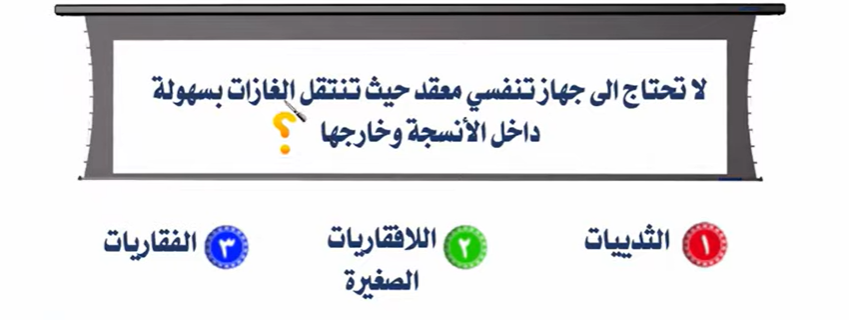 لا تحتاج الى جهاز تنفسي معقد حيث تنتقل الغازات بسهولة
داخل الأنسجة وخارجها ؟
١ الثدييات
٢ اللافقاريات
الصغيرة
٣ الفقاريات